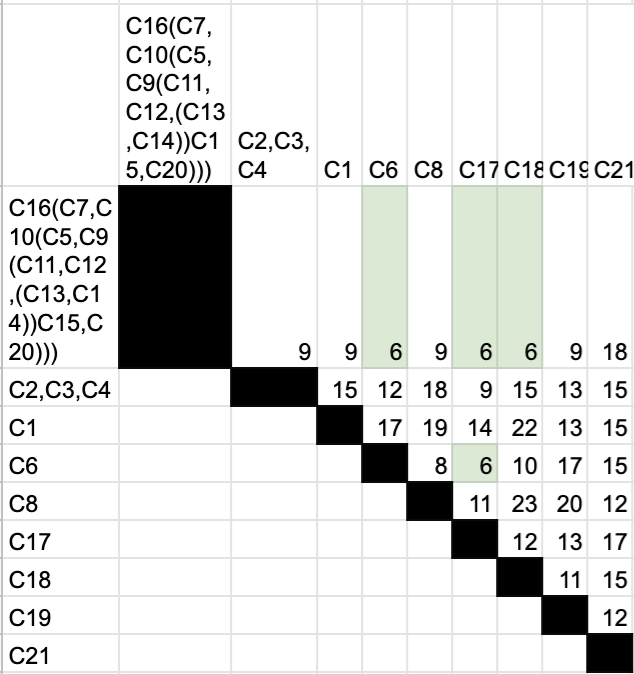 C16(C7,
C10(C5,
C9(C11,
C12,(C13
,C14))C1
5,C20)))
C2,C3,
C4
C1 C6 C8 C17 C18 C19 C21
C16(C7,C
10(C5,C9
(C11,C12
,(C13,C1
4))C15,C
20)))
9 9 6 9 6 6 9 18
C2,C3,C4 15 12 18 9 15 13 15
C1 17 19 14 22 13 15
C6 8 6 10 17 15
C8 11 23 20 12
C17 12 13 17
C18 11 15
C19 12
C21